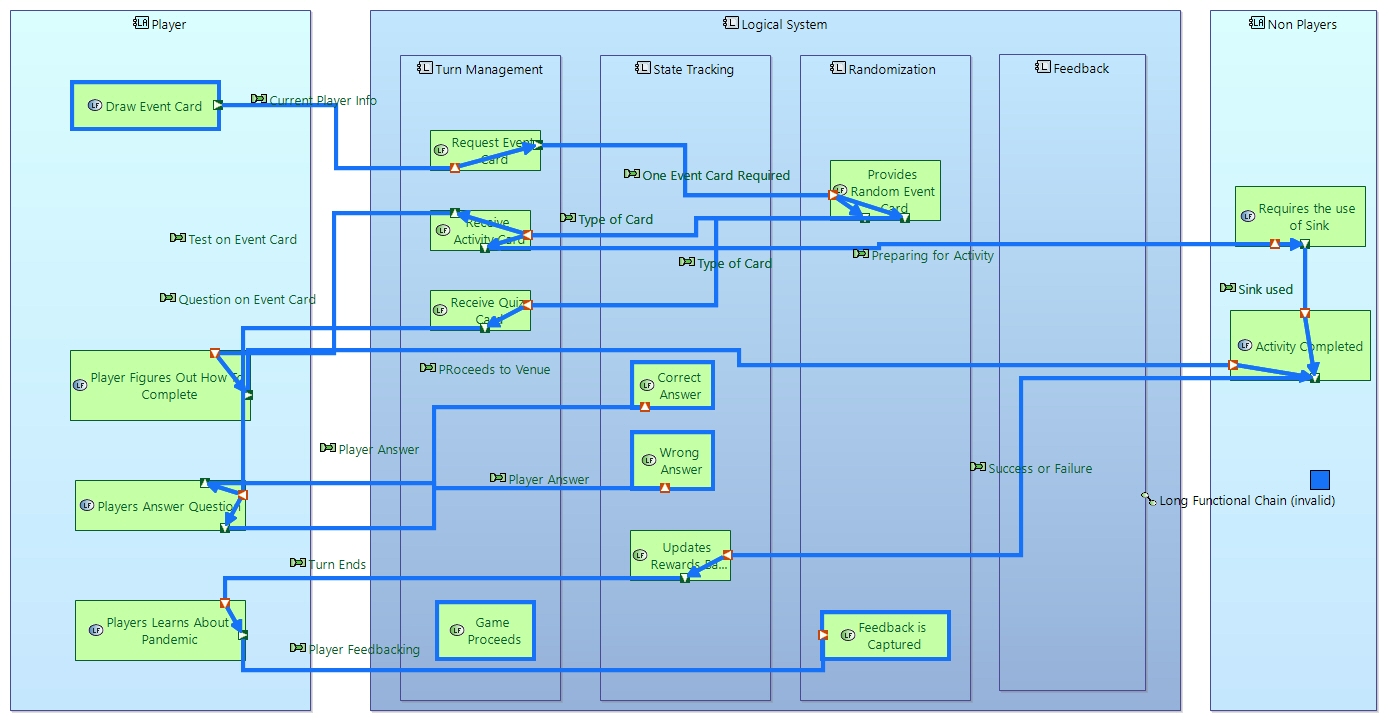 Player
Logical System
Non Players
Turn Management
State Tracking
Randomization
Feedback
Draw Event Card
Current Player Info
Request Event
Card
One Event Card Required
Provides
Random Event
Card
Type of Card
Receive
Activity Card
Requires the use
of Sink
Test on Event Card
Preparing for Activity
Type of Card
Sink used
Question on Event Card
Receive Quiz
Card
Activity Completed
PRoceeds to Venue
Player Figures Out How To
Complete
Correct
Answer
Player Answer
Wrong
Answer
Success or Failure
Player Answer
Long Functional Chain (invalid)
Players Answer Question
Updates
Rewards Ba...
Turn Ends
Players Learns About
Pandemic
Game
Proceeds
Feedback is
Captured
Player Feedbacking